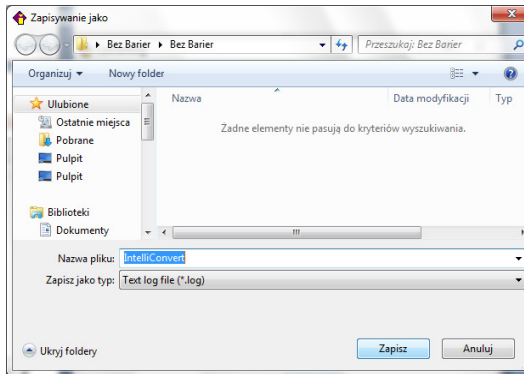 Zapisywanie jako
Bez Barier Bez Barier
Przeszukaj: Bez Barier
Organizuj Nowy folder
Ulubione
Ostatnie miejsca
Pobrane
Pulpit
Pulpit
Biblioteki
Dokumenty
Nazwa Data modyfikacji Typ
Żadne elementy nie pasują do kryteriów wyszukiwania.
Nazwa pliku: IntelliConvert
Zapisz jako typ: Text log file (*.log)
Ukryj foldery
Zapisz Anuluj